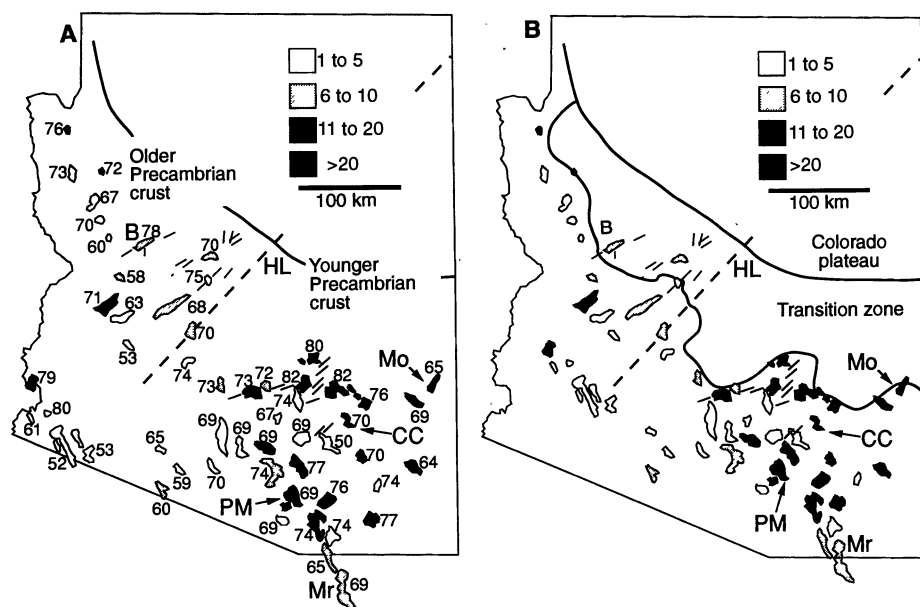 A
1 to 5
6 to 10
11 to 20
>20
100 km
76
Older
Precambrian
crust
73
72
67
70
60
B
78
70
HL
Younger
Precambrian
crust
58
75
71
63
68
70
53
74
80
Mo
65
79
73
73
72
82
82
76
69
80
61
74
67
70
CC
52
53
65
69
69
69
69
50
59
70
74
77
70
64
60
PM
69
76
74
69
74
74
77
65
Mr
69
B
1 to 5
6 to 10
11 to 20
>20
100 km
B
HL
Colorado
plateau
Transition zone
Mo
CC
PM
Mr